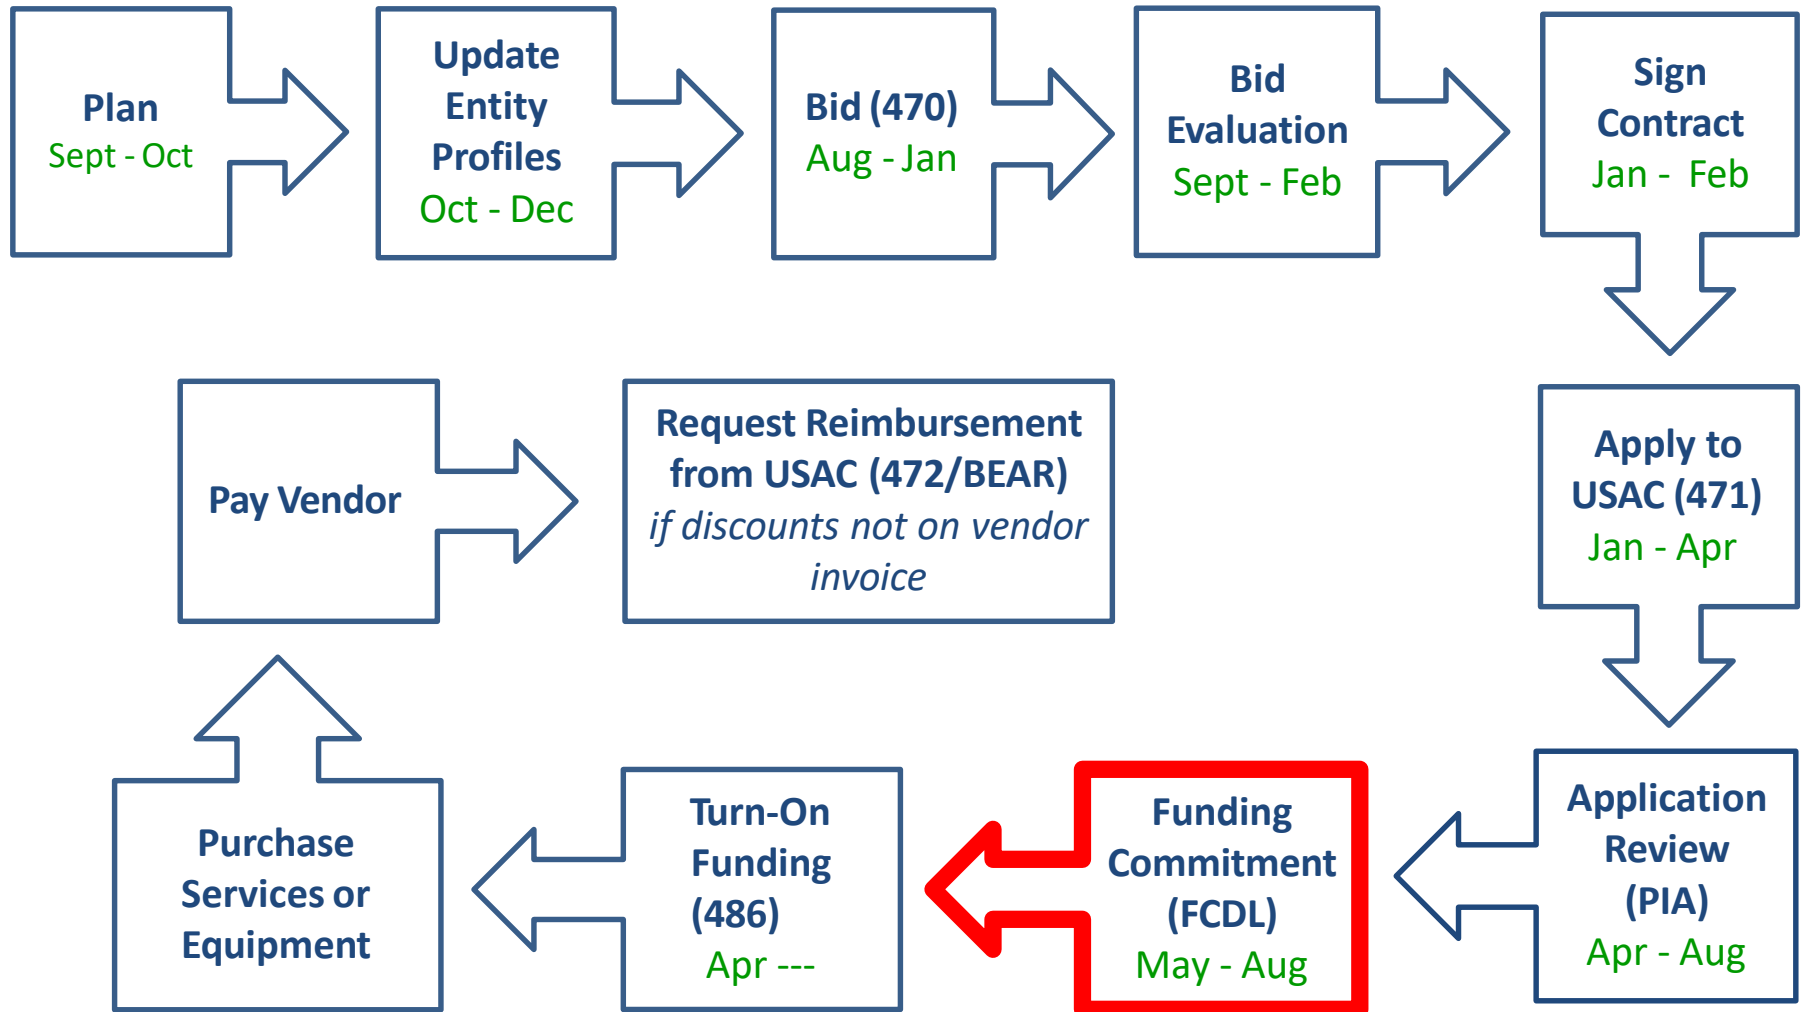 Plan
Sept - Oct
Update
Entity
Profiles
Oct - Dec
Bid (470)
Aug - Jan
Bid
Evaluation
Sept - Feb
Sign
Contract
Jan - Feb
Apply to
USAC (471)
Jan - Apr
Application
Review
(PIA)
Apr - Aug
Funding
Commitment
(FCDL)
May - Aug
Turn-On
Funding
(486)
Apr ---
Purchase
Services or
Equipment
Pay Vendor
Request Reimbursement
from USAC (472/BEAR)
if discounts not on vendor
invoice